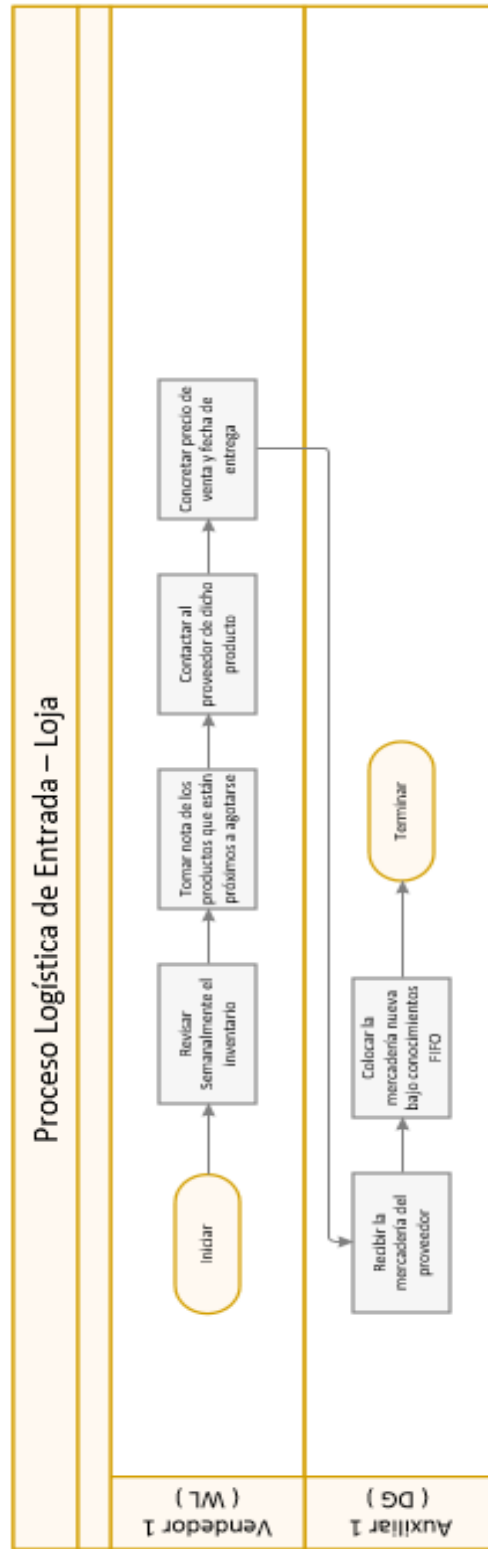 Proceso Logística de Entrada – Loja
Vendedor 1
( WL )
Iniciar
Revisar
Semanalmente el
inventario
Tomar nota de los
productos que están
próximos a agotarse
Contactar al
proveedor de dicho
producto
Concretar precio de
venta y fecha de
entrega
Auxiliar 1
( DG )
Recibir la
mercadería del
proveedor
Colocar la
mercadería nueva
bajo conocimientos
FIFO
Terminar